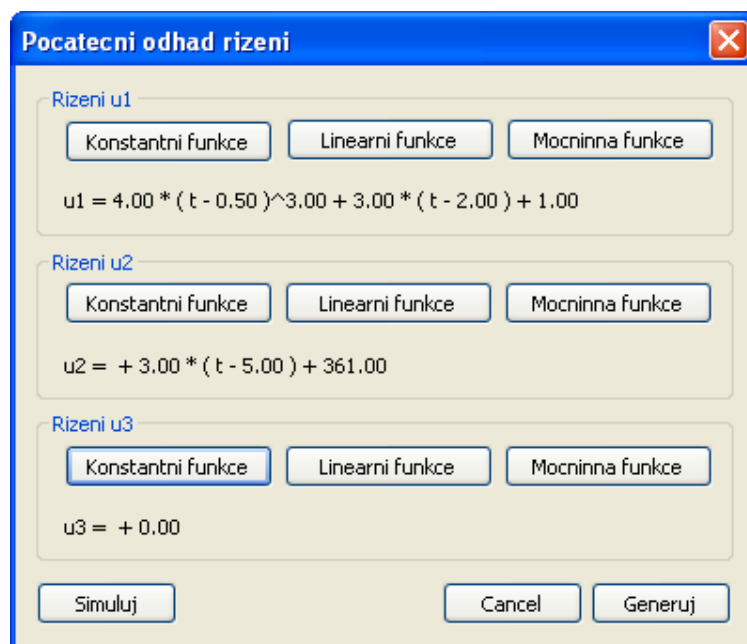 Pocatecni odhad rizeni
Rizeni u1
Konstantni funkce Linearni funkce Mocninna funkce
u1 = 4.00 * ( t - 0.50 )^3.00 + 3.00 * ( t - 2.00 ) + 1.00
Rizeni u2
Konstantni funkce Linearni funkce Mocninna funkce
u2 = + 3.00 * ( t - 5.00 ) + 361.00
Rizeni u3
Konstantni funkce Linearni funkce Mocninna funkce
u3 = + 0.00
Simuluj Cancel Generuj